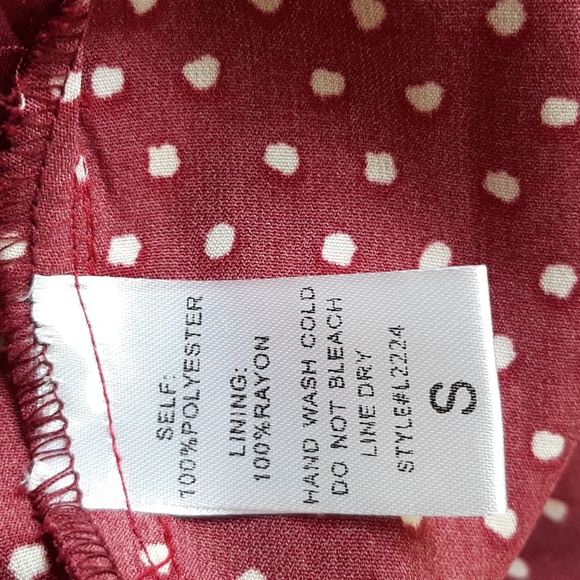 SELF:
100%POLYESTER
LINING:
100%RAYON
HAND WASH COLD
DO NOT BLEACH
LINE DRY
STYLE#L2224
S